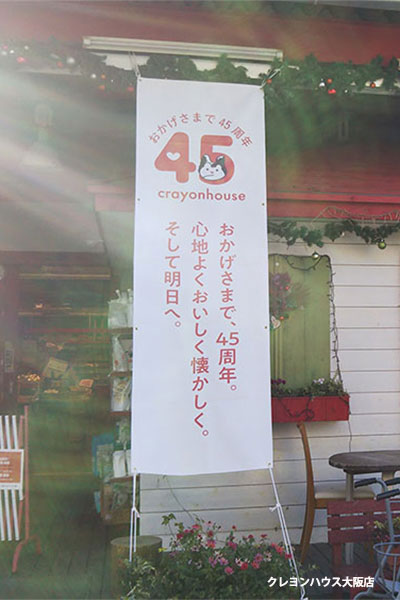 おかげさまで45周年
45
crayonhouse
おかげさまで、45周年。
心地よくおいしく懐かしく。
そして明日へ。
クレヨンハウス大阪店